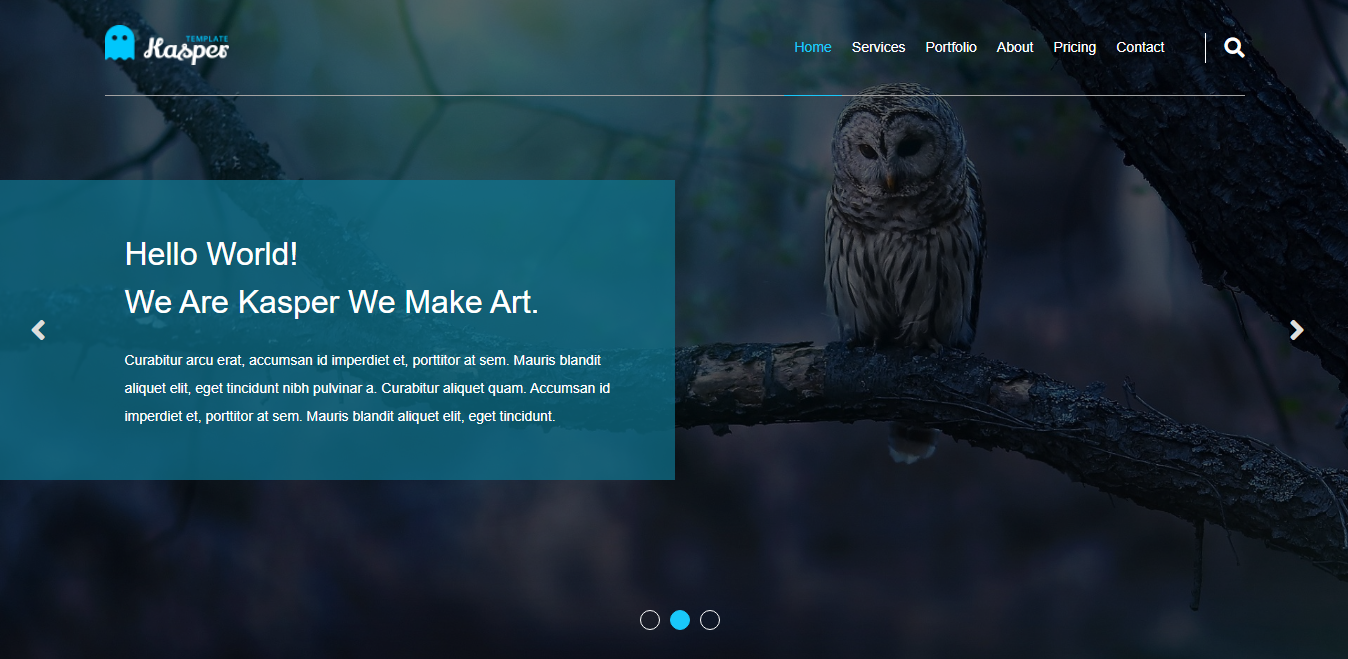 TEMPLATE
Kasper
Home Services Portfolio About Pricing Contact
Hello World!
We Are Kasper We Make Art.
Curabitur arcu erat, accumsan id imperdiet et, porttitor at sem. Mauris blandit
aliquet elit, eget tincidunt nibh pulvinar a. Curabitur aliquet quam. Accumsan id
imperdiet et, porttitor at sem. Mauris blandit aliquet elit, eget tincidunt.